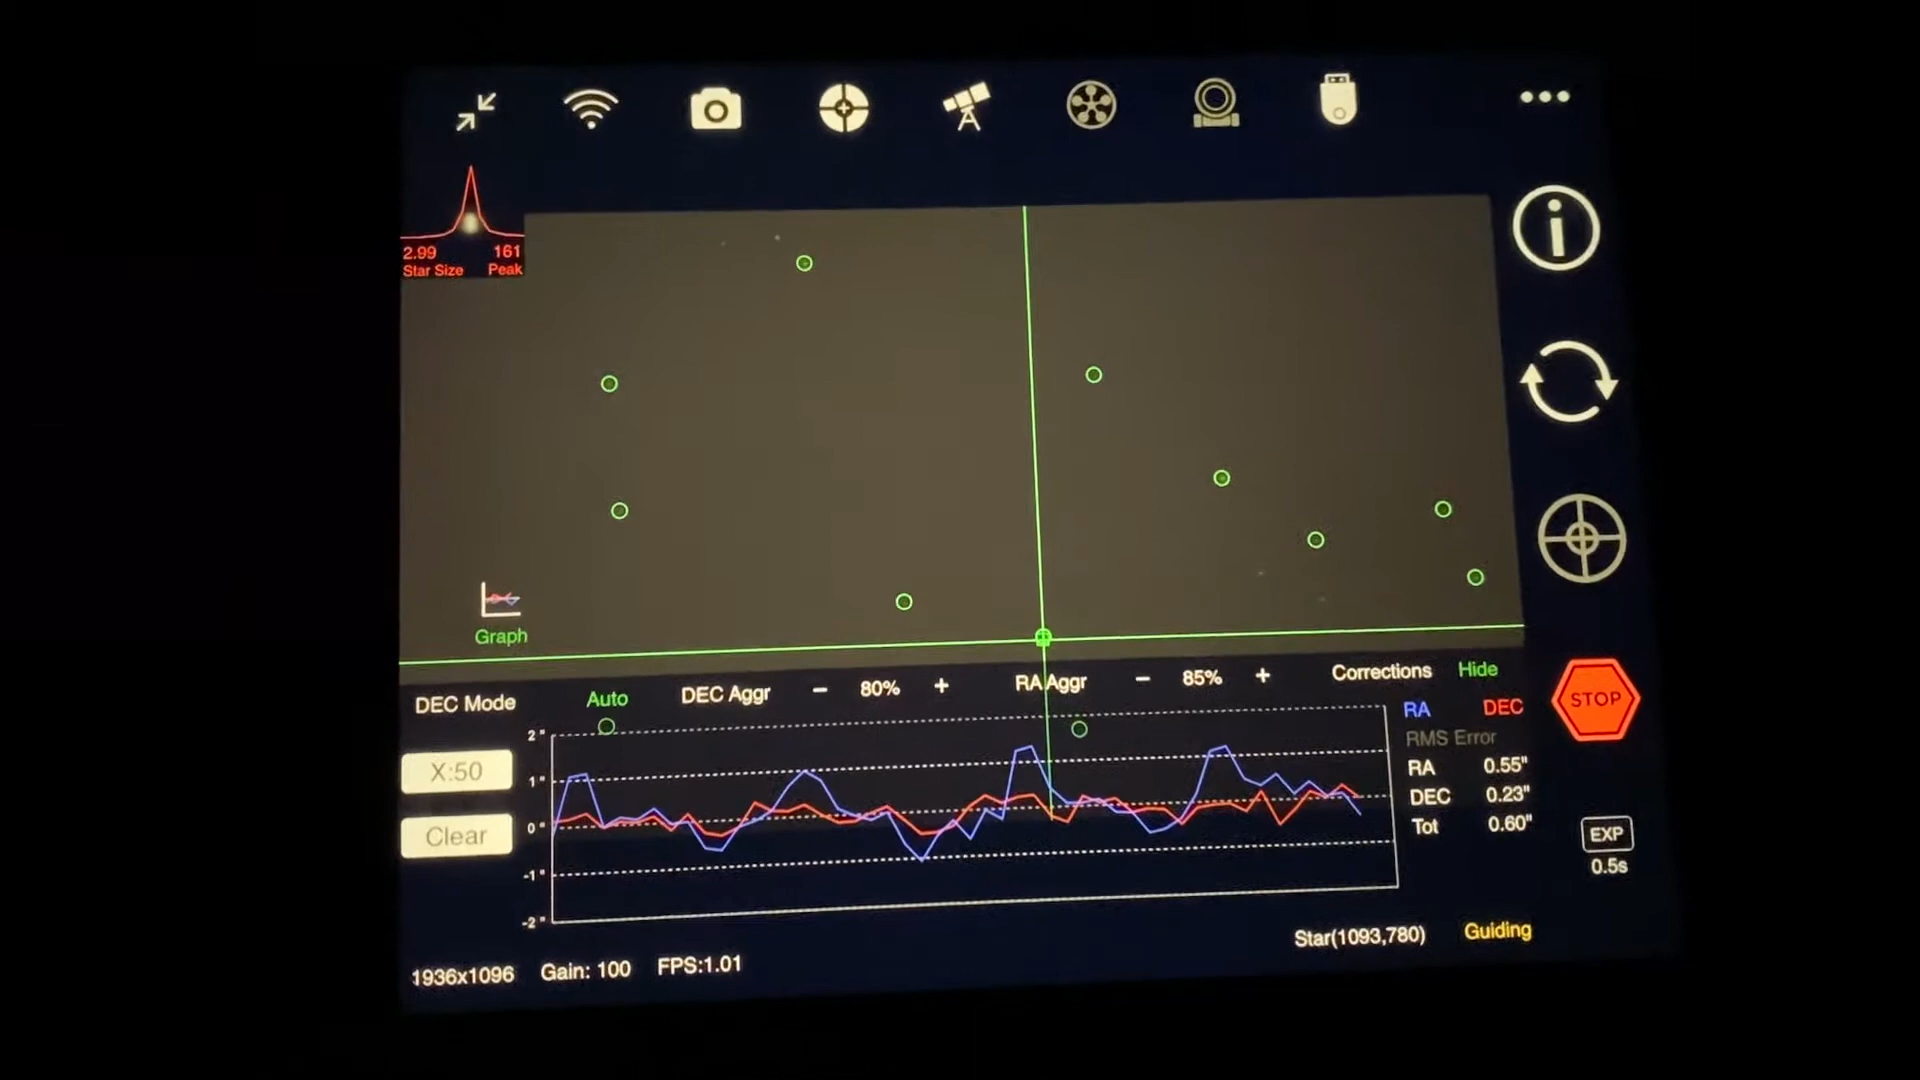 2.99 161
Star Size Peak
Graph
DEC Mode Auto DEC Aggr − 80% + RA Aggr − 85% + Corrections Hide
RA DEC
RMS Error
RA 0.55"
DEC 0.23"
Tot 0.60"
X:50
Clear
2"
1"
0"
-1"
-2"
STOP
EXP
0.5s
Star(1093,780) Guiding
1936x1096 Gain: 100 FPS:1.01